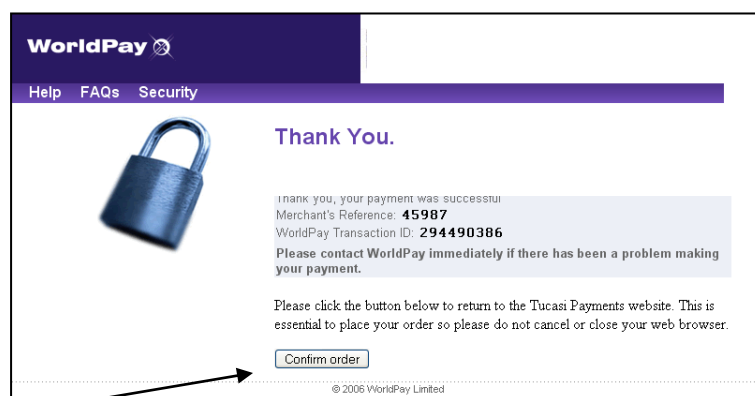 WorldPay
Help FAQs Security
Thank You.
Thank you, your payment was successful
Merchant's Reference: 45987
WorldPay Transaction ID: 294490386
Please contact WorldPay immediately if there has been a problem making
your payment.
Please click the button below to return to the Tucasi Payments website. This is
essential to place your order so please do not cancel or close your web browser.
Confirm order
© 2006 WorldPay Limited